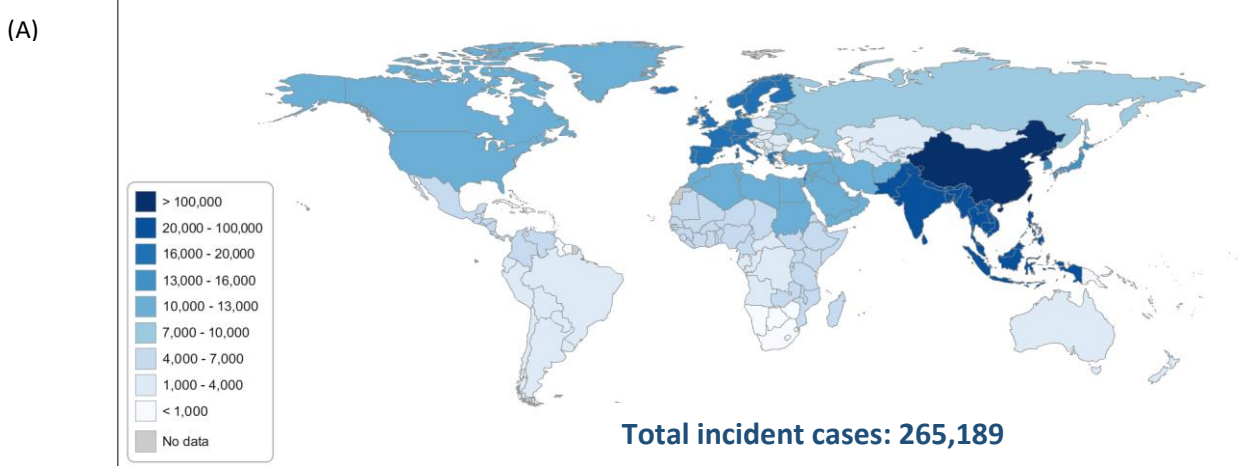 (A)
> 100,000
20,000 - 100,000
16,000 - 20,000
13,000 - 16,000
10,000 - 13,000
7,000 - 10,000
4,000 - 7,000
1,000 - 4,000
< 1,000
No data
Total incident cases: 265,189